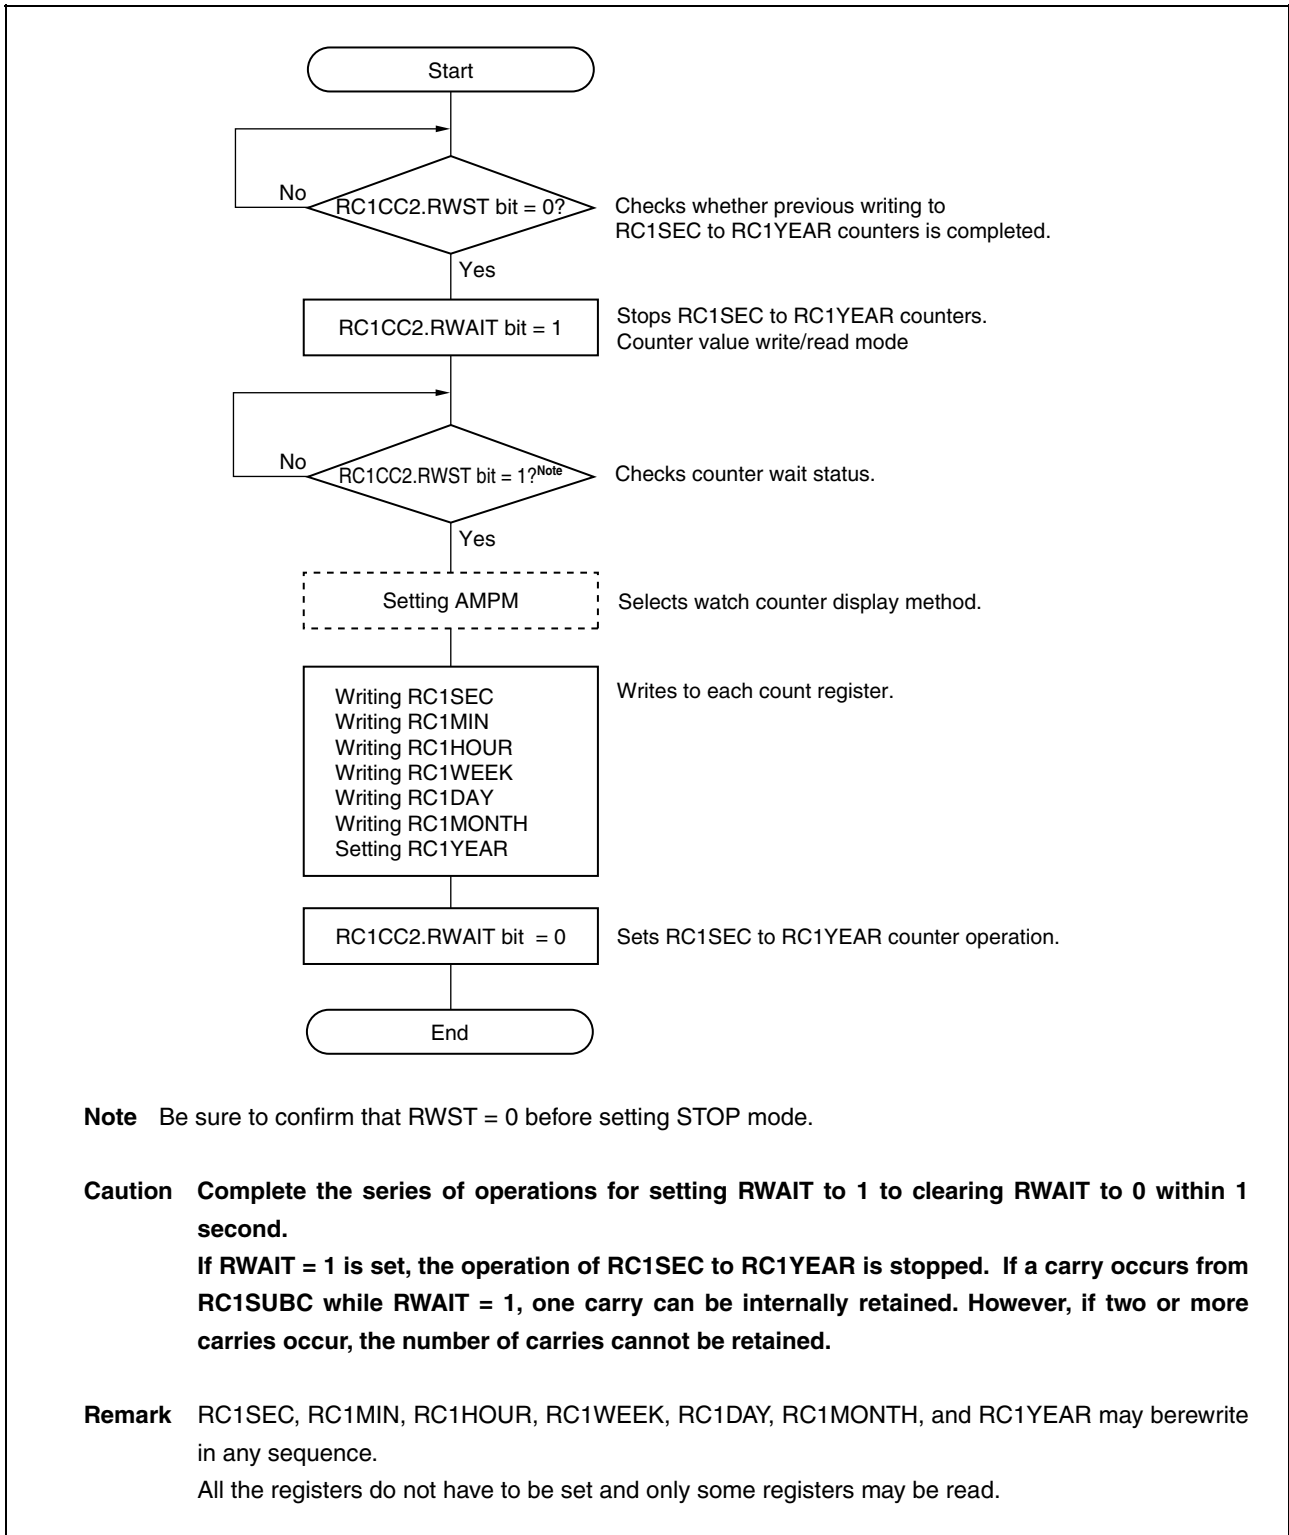 Start
No
RC1CC2.RWST bit = 0?
Checks whether previous writing to
RC1SEC to RC1YEAR counters is completed.
Yes
RC1CC2.RWAIT bit = 1
Stops RC1SEC to RC1YEAR counters.
Counter value write/read mode
No
RC1CC2.RWST bit = 1?Note
Checks counter wait status.
Yes
Setting AMPM
Selects watch counter display method.
Writing RC1SEC
Writing RC1MIN
Writing RC1HOUR
Writing RC1WEEK
Writing RC1DAY
Writing RC1MONTH
Setting RC1YEAR
Writes to each count register.
RC1CC2.RWAIT bit = 0
Sets RC1SEC to RC1YEAR counter operation.
End
Note Be sure to confirm that RWST = 0 before setting STOP mode.
Caution Complete the series of operations for setting RWAIT to 1 to clearing RWAIT to 0 within 1
second.
If RWAIT = 1 is set, the operation of RC1SEC to RC1YEAR is stopped. If a carry occurs from
RC1SUBC while RWAIT = 1, one carry can be internally retained. However, if two or more
carries occur, the number of carries cannot be retained.
Remark RC1SEC, RC1MIN, RC1HOUR, RC1WEEK, RC1DAY, RC1MONTH, and RC1YEAR may berewrite
in any sequence.
All the registers do not have to be set and only some registers may be read.